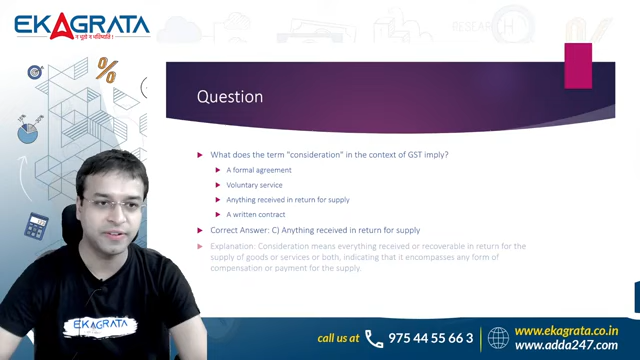 EKAGRATA
RESEARCH
Question
What does the term "consideration" in the context of GST imply?
A formal agreement
Voluntary service
Anything received in return for supply
A written contract
Correct Answer: C) Anything received in return for supply
Explanation: Consideration means everything received or recoverable in return for the
supply of goods or services or both, indicating that it encompasses any form of
compensation or payment for the supply.
EKAGRATA
call us at 975 44 55 66 3
www.ekagrata.co.in
www.adda247.com